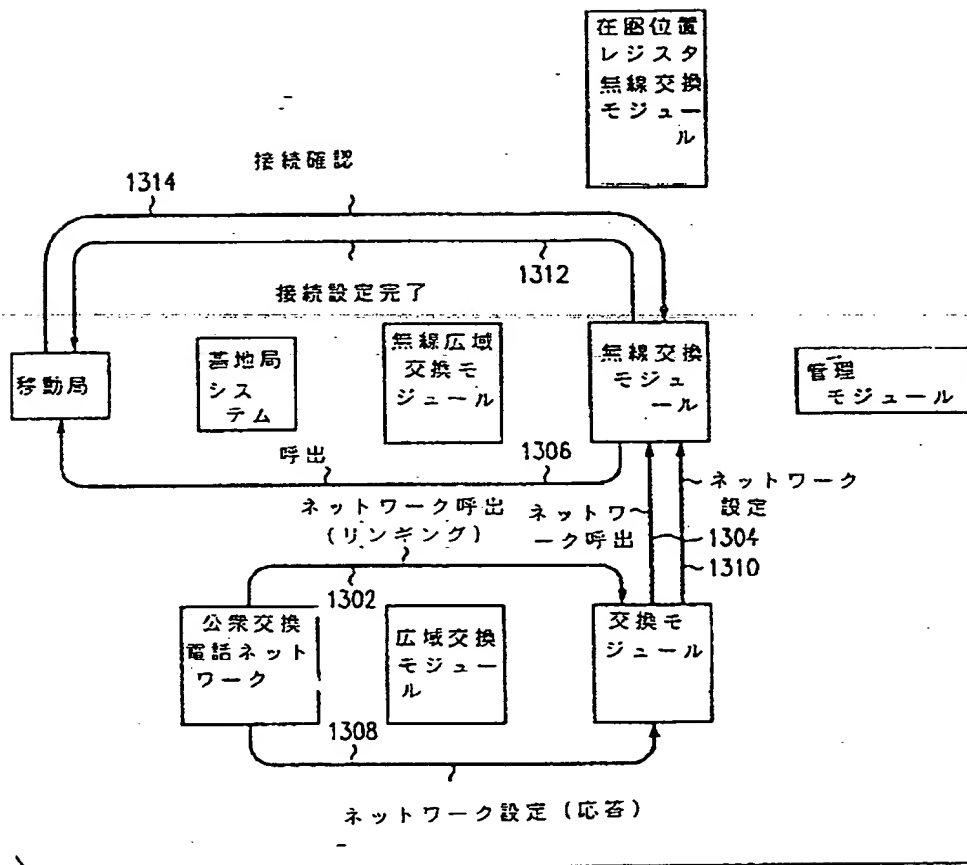 在圏位置
レジスタ
無線交換
モジュー
ル
接続確認
1314
1312
接続設定完了
移動局
基地局
シス
テム
無線広域
交換モ
ジュール
無線交換
モジュ
ール
管理
モジュール
呼出
1306
ネットワーク呼出
(リンギング)
ネットワ
ーク呼出
ネットワーク
設定
1304
1310
1302
公衆交換
電話ネット
ワーク
広域交換
モジュー
ル
交換モ
ジュール
1308
ネットワーク設定(応答)